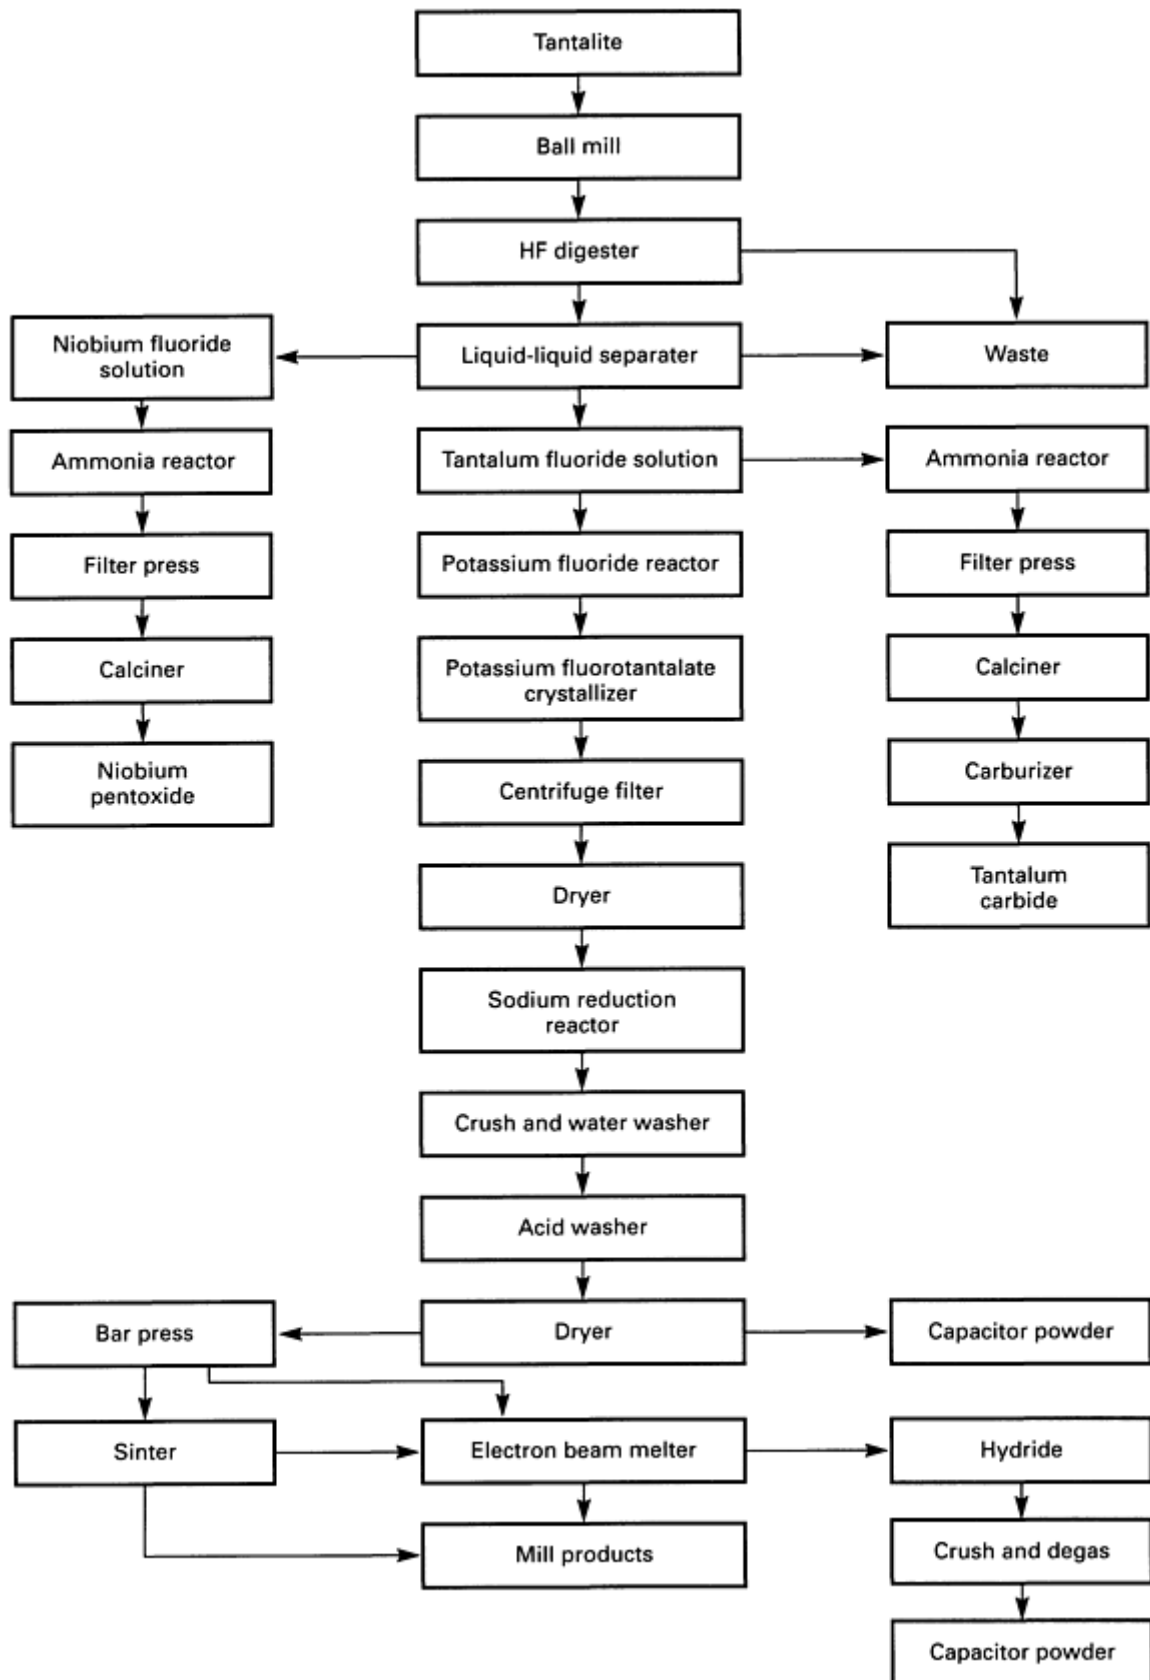 Tantalite
Ball mill
HF digester
Niobium fluoride
solution
Liquid-liquid separater
Waste
Ammonia reactor
Tantalum fluoride solution
Ammonia reactor
Filter press
Potassium fluoride reactor
Filter press
Calciner
Potassium fluorotantalate
crystallizer
Calciner
Niobium
pentoxide
Centrifuge filter
Carburizer
Dryer
Tantalum
carbide
Sodium reduction
reactor
Crush and water washer
Acid washer
Bar press
Dryer
Capacitor powder
Sinter
Electron beam melter
Hydride
Mill products
Crush and degas
Capacitor powder